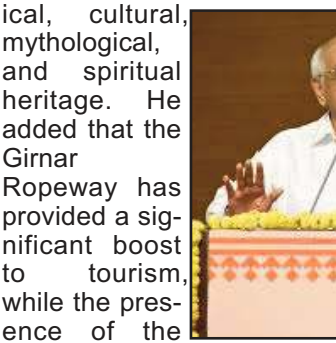 ical, cultural,
mythological,
and spiritual
heritage. He
added that the
Girnar
Ropeway has
provided a sig-
nificant boost
to tourism,
while the pres-
ence of the